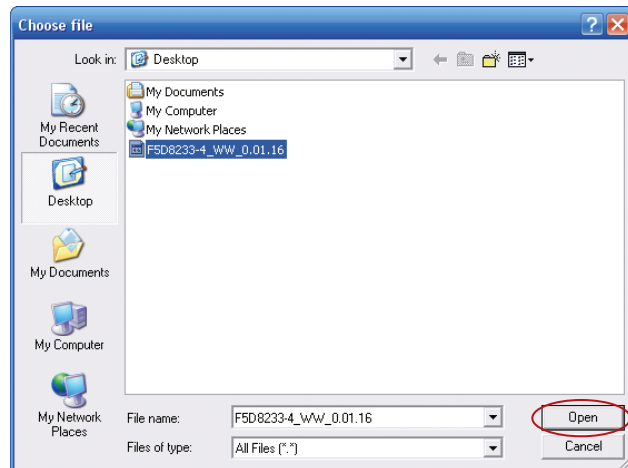 Choose file
Look in:
Desktop
My Documents
My Computer
My Network Places
F5D8233-4_WW_0.01.16
My Recent
Documents
Desktop
My Documents
My Computer
My Network
Places
File name:
F5D8233-4_WW_0.01.16
Open
Files of type:
All Files (*.*)
Cancel